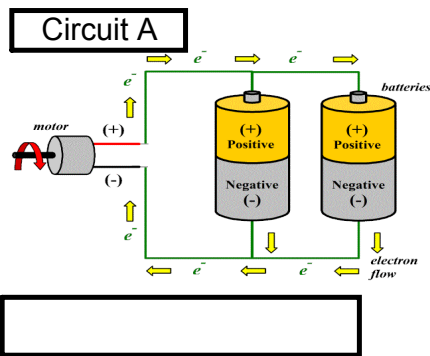 Circuit A
e⁻ e⁻
e⁻
batteries
motor
(+)
(+) Positive
(+) Positive
(-)
Negative (-)
Negative (-)
e⁻
e⁻ e⁻
electron
flow